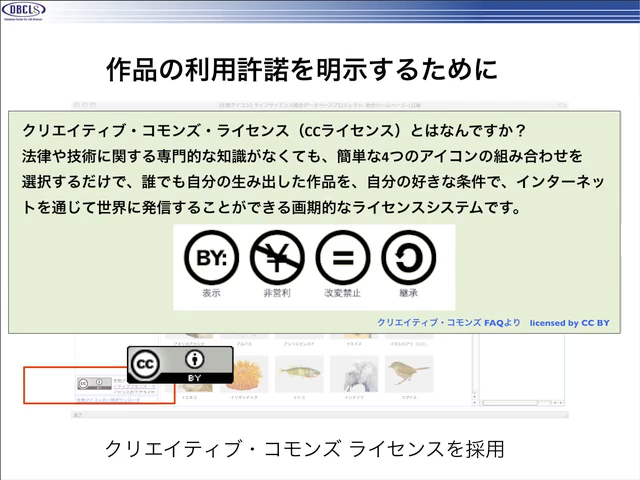 DBCLS
作品の利用許諾を明示するために
クリエイティブ・コモンズ・ライセンス（CCライセンス）とはなんですか？
法律や技術に関する専門的な知識がなくても、簡単な4つのアイコンの組み合わせを
選択するだけで、誰でも自分の生み出した作品を、自分の好きな条件で、インターネッ
トを通じて世界に発信することができる画期的なライセンスシステムです。
BY:
¥
=
表示 非営利 改変禁止 継承
クリエイティブ・コモンズ FAQより licensed by CC BY
cc
BY
クリエイティブ・コモンズ ライセンスを採用